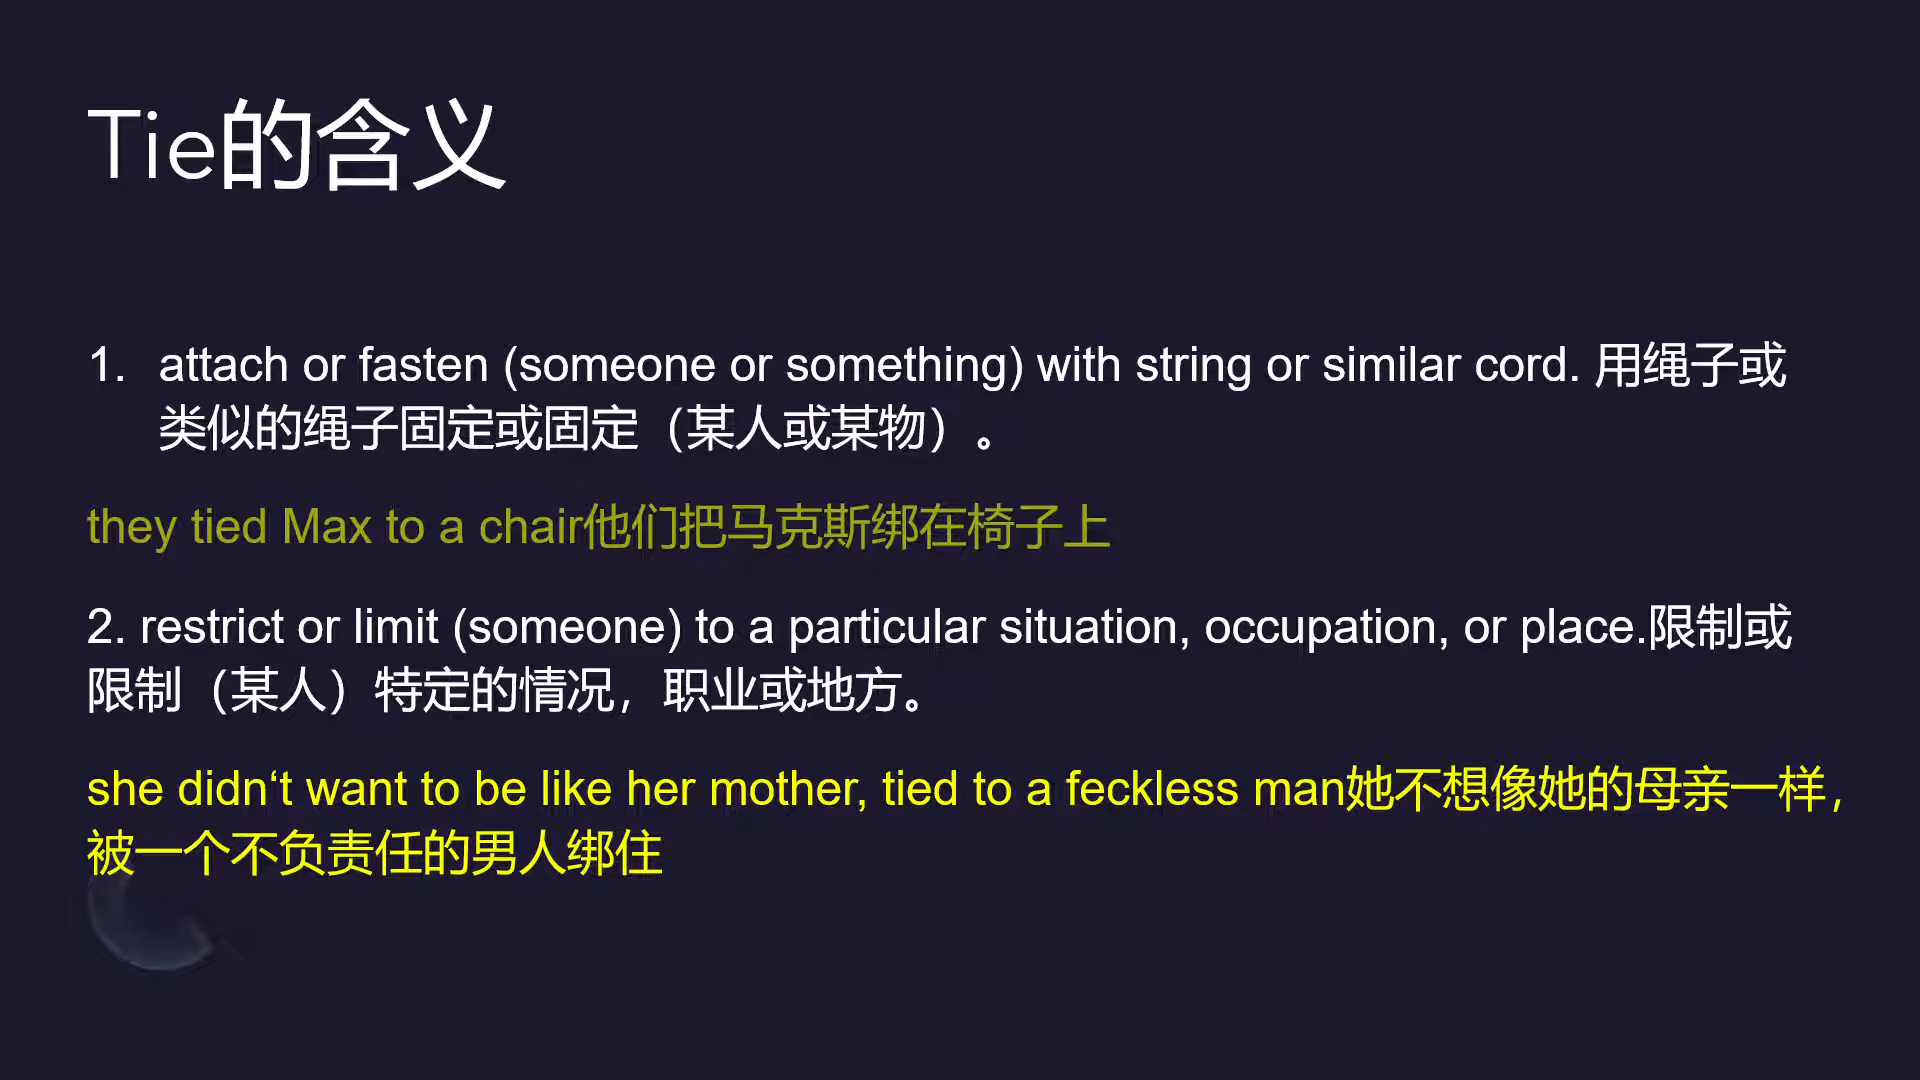 Tie的含义
1. attach or fasten (someone or something) with string or similar cord. 用绳子或
类似的绳子固定或固定（某人或某物）。
they tied Max to a chair他们把马克斯绑在椅子上
2. restrict or limit (someone) to a particular situation, occupation, or place.限制或
限制（某人）特定的情况，职业或地方。
she didn‘t want to be like her mother, tied to a feckless man她不想像她的母亲一样，
被一个不负责任的男人绑住